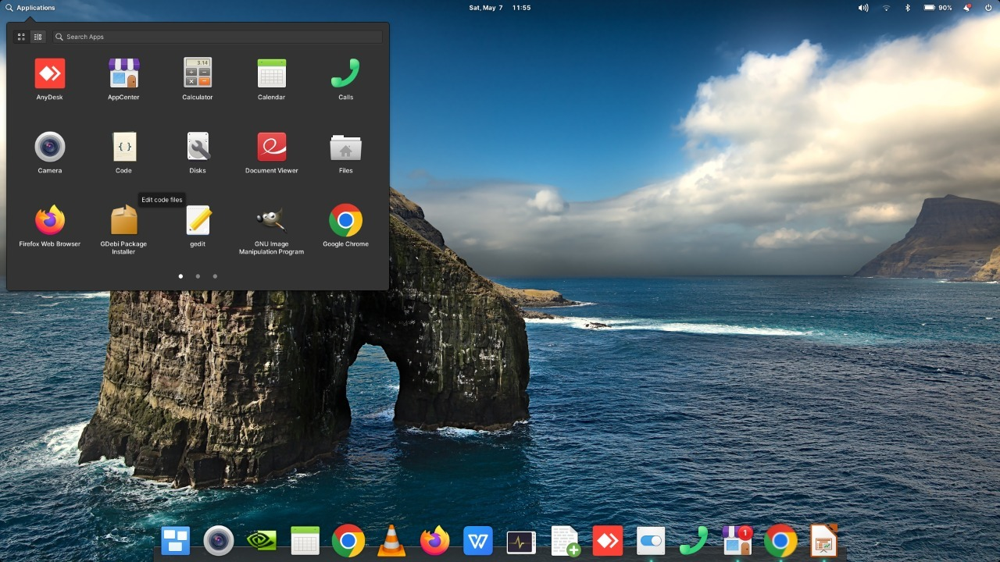 Applications
Sat, May 7 11:55
90%
Search Apps
3.14
AnyDesk
AppCenter
Calculator
Calendar
Calls
{ }
Camera
Code
Disks
Document Viewer
Files
Edit code files
Firefox Web Browser
GDebi Package
Installer
gedit
GNU Image
Manipulation Program
Google Chrome
W
1